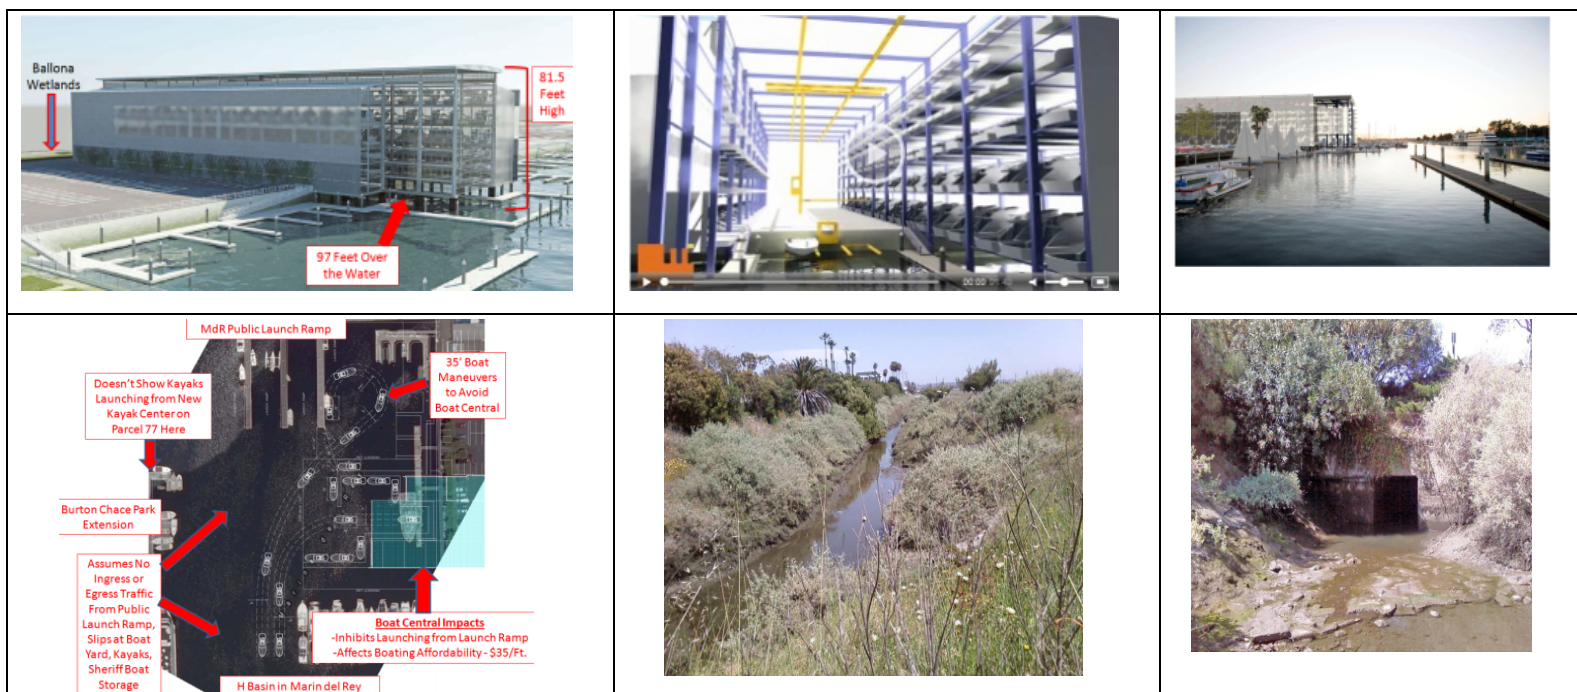 Ballona
Wetlands
81.5
Feet
High
97 Feet Over
the Water
00:00
MdR Public Launch Ramp
Doesn't Show Kayaks
Launching from New
Kayak Center on
Parcel 77 Here
35' Boat
Maneuvers
to Avoid
Boat Central
Burton Chace Park
Extension
Assumes No
Ingress or
Egress Traffic
From Public
Launch Ramp,
Slips at Boat
Yard, Kayaks,
Sheriff Boat
Storage
Boat Central Impacts
-Inhibits Launching from Launch Ramp
-Affects Boating Affordability - $35/Ft.
H Basin in Marin del Rey